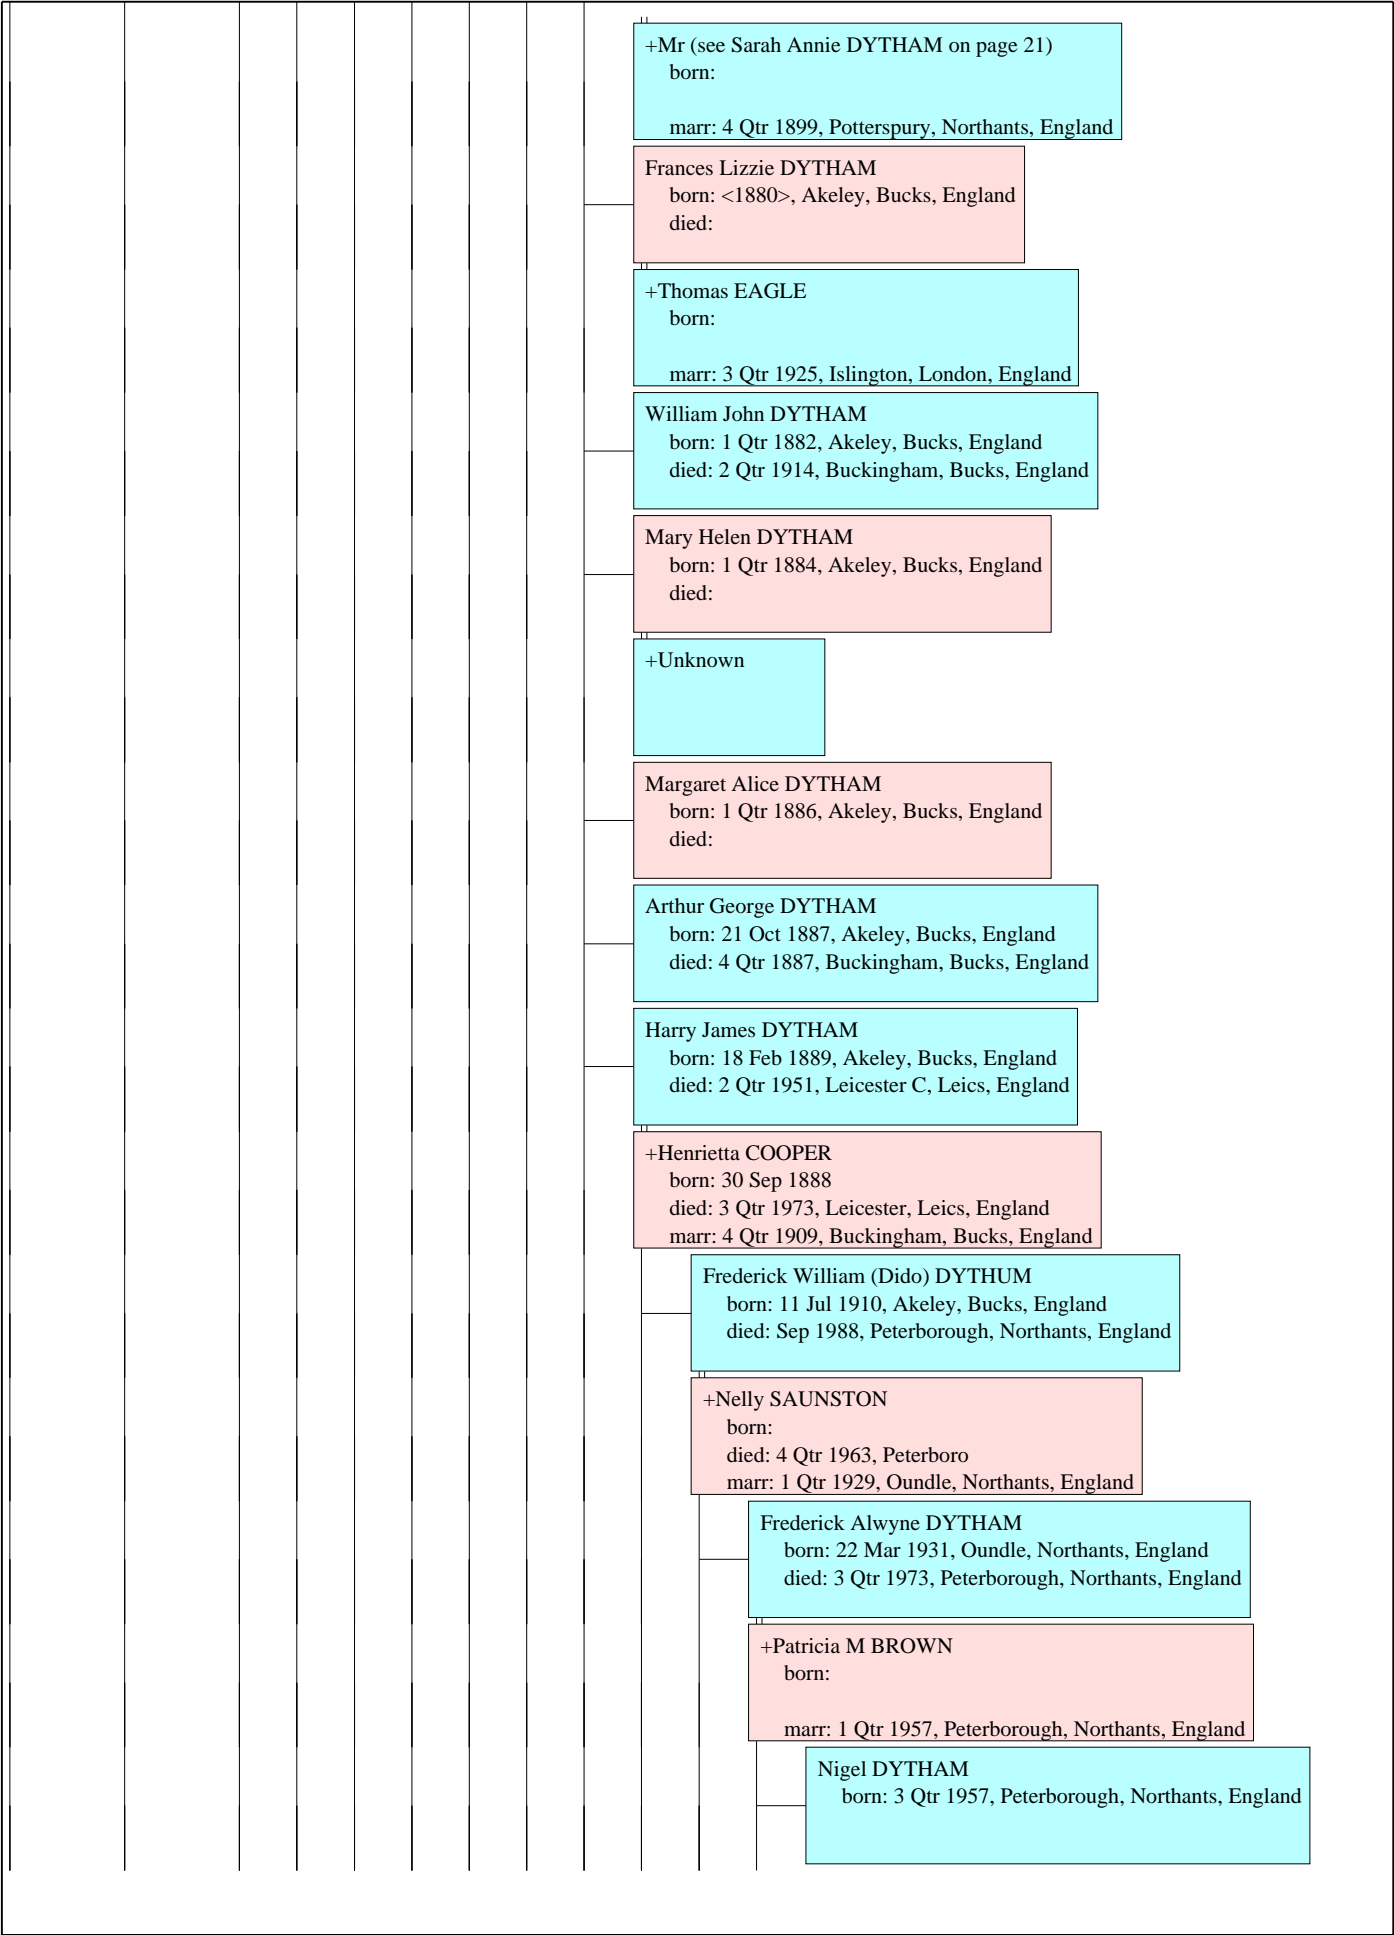 +Mr (see Sarah Annie DYTHAM on page 21)
born:
marr: 4 Qtr 1899, Potterspury, Northants, England
Frances Lizzie DYTHAM
born: <1880>, Akeley, Bucks, England
died:
+Thomas EAGLE
born:
marr: 3 Qtr 1925, Islington, London, England
William John DYTHAM
born: 1 Qtr 1882, Akeley, Bucks, England
died: 2 Qtr 1914, Buckingham, Bucks, England
Mary Helen DYTHAM
born: 1 Qtr 1884, Akeley, Bucks, England
died:
+Unknown
Margaret Alice DYTHAM
born: 1 Qtr 1886, Akeley, Bucks, England
died:
Arthur George DYTHAM
born: 21 Oct 1887, Akeley, Bucks, England
died: 4 Qtr 1887, Buckingham, Bucks, England
Harry James DYTHAM
born: 18 Feb 1889, Akeley, Bucks, England
died: 2 Qtr 1951, Leicester C, Leics, England
+Henrietta COOPER
born: 30 Sep 1888
died: 3 Qtr 1973, Leicester, Leics, England
marr: 4 Qtr 1909, Buckingham, Bucks, England
Frederick William (Dido) DYTHUM
born: 11 Jul 1910, Akeley, Bucks, England
died: Sep 1988, Peterborough, Northants, England
+Nelly SAUNSTON
born:
died: 4 Qtr 1963, Peterboro
marr: 1 Qtr 1929, Oundle, Northants, England
Frederick Alwyne DYTHAM
born: 22 Mar 1931, Oundle, Northants, England
died: 3 Qtr 1973, Peterborough, Northants, England
+Patricia M BROWN
born:
marr: 1 Qtr 1957, Peterborough, Northants, England
Nigel DYTHAM
born: 3 Qtr 1957, Peterborough, Northants, England